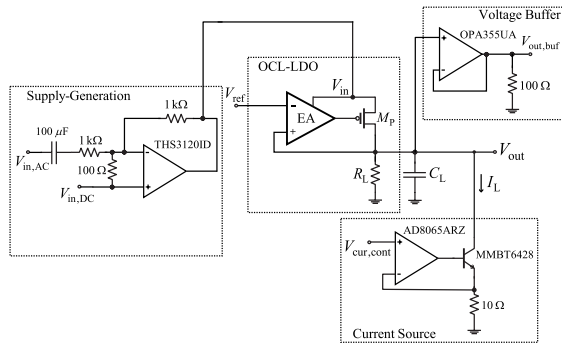 Voltage Buffer
OPA355UA
V_out,buf
100 Ω
OCL-LDO
V_in
V_ref
EA
M_P
Supply-Generation
1 kΩ
100 μF
1 kΩ
100 Ω
THS3120ID
V_in,AC
V_in,DC
V_out
R_L
C_L
I_L
AD8065ARZ
V_cur,cont
MMBT6428
10 Ω
Current Source